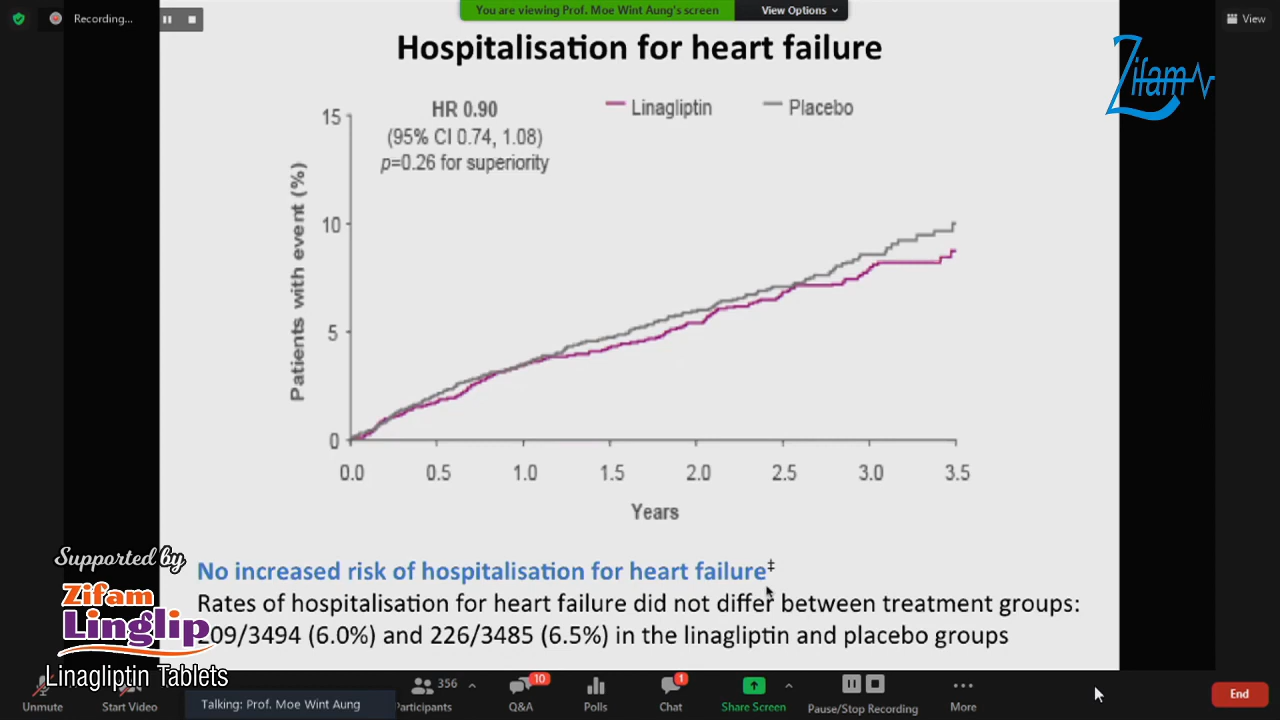 Recording...
You are viewing Prof. Moe Wint Aung's screen
View Options
View
Hospitalisation for heart failure
Zifam
HR 0.90
(95% CI 0.74, 1.08)
p=0.26 for superiority
Linagliptin
Placebo
Patients with event (%)
15
10
5
0
0.0 0.5 1.0 1.5 2.0 2.5 3.0 3.5
Years
No increased risk of hospitalisation for heart failure‡
Rates of hospitalisation for heart failure did not differ between treatment groups:
209/3494 (6.0%) and 226/3485 (6.5%) in the linagliptin and placebo groups
Supported by
Zifam
Linglip
Linagliptin Tablets
Unmute
Start Video
Talking: Prof. Moe Wint Aung
356
Participants
10
Q&A
Polls
1
Chat
Share Screen
Pause/Stop Recording
More
End